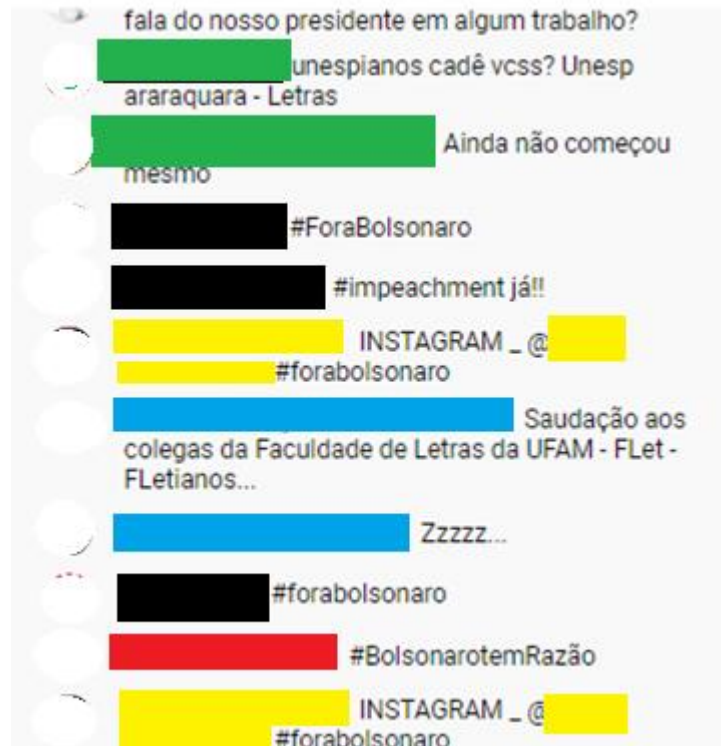 fala do nosso presidente em algum trabalho?
unespianos cadê vcss? Unesp
araraquara - Letras
Ainda não começou
mesmo
#ForaBolsonaro
#impeachment já!!
INSTAGRAM _ @
#forabolsonaro
Saudação aos
colegas da Faculdade de Letras da UFAM - FLet -
FLetianos...
Zzzzz...
#forabolsonaro
#BolsonarotemRazão
INSTAGRAM _ @
#forabolsonaro